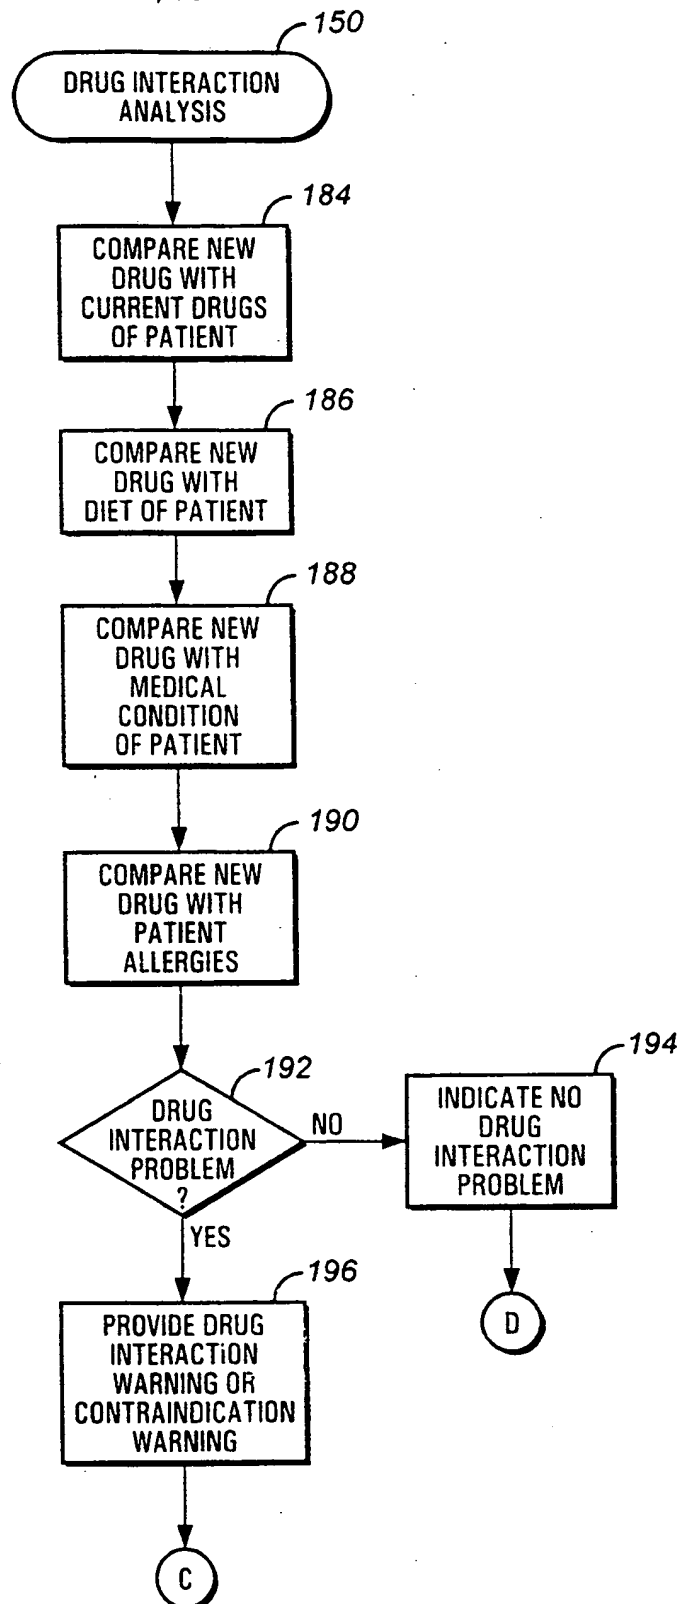 150
DRUG INTERACTION
ANALYSIS
184
COMPARE NEW
DRUG WITH
CURRENT DRUGS
OF PATIENT
186
COMPARE NEW
DRUG WITH
DIET OF PATIENT
188
COMPARE NEW
DRUG WITH
MEDICAL
CONDITION
OF PATIENT
190
COMPARE NEW
DRUG WITH
PATIENT
ALLERGIES
192
DRUG
INTERACTION
PROBLEM
?
NO
194
INDICATE NO
DRUG
INTERACTION
PROBLEM
D
YES
196
PROVIDE DRUG
INTERACTION
WARNING OR
CONTRAINDICATION
WARNING
C